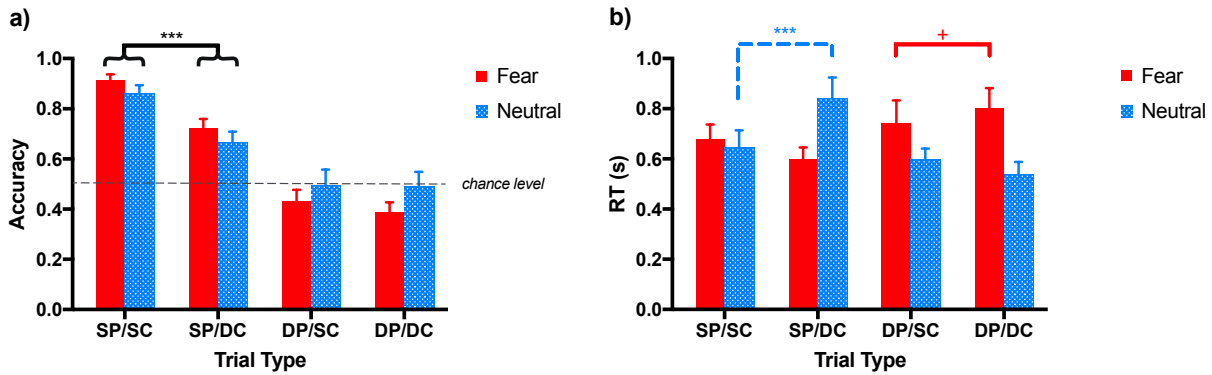 a)
***
1.0
0.8
0.6
0.4
0.2
0.0
Accuracy
Fear
Neutral
chance level
SP/SC SP/DC DP/SC DP/DC
Trial Type
b)
***
+
1.0
0.8
0.6
0.4
0.2
0.0
RT (s)
Fear
Neutral
SP/SC SP/DC DP/SC DP/DC
Trial Type